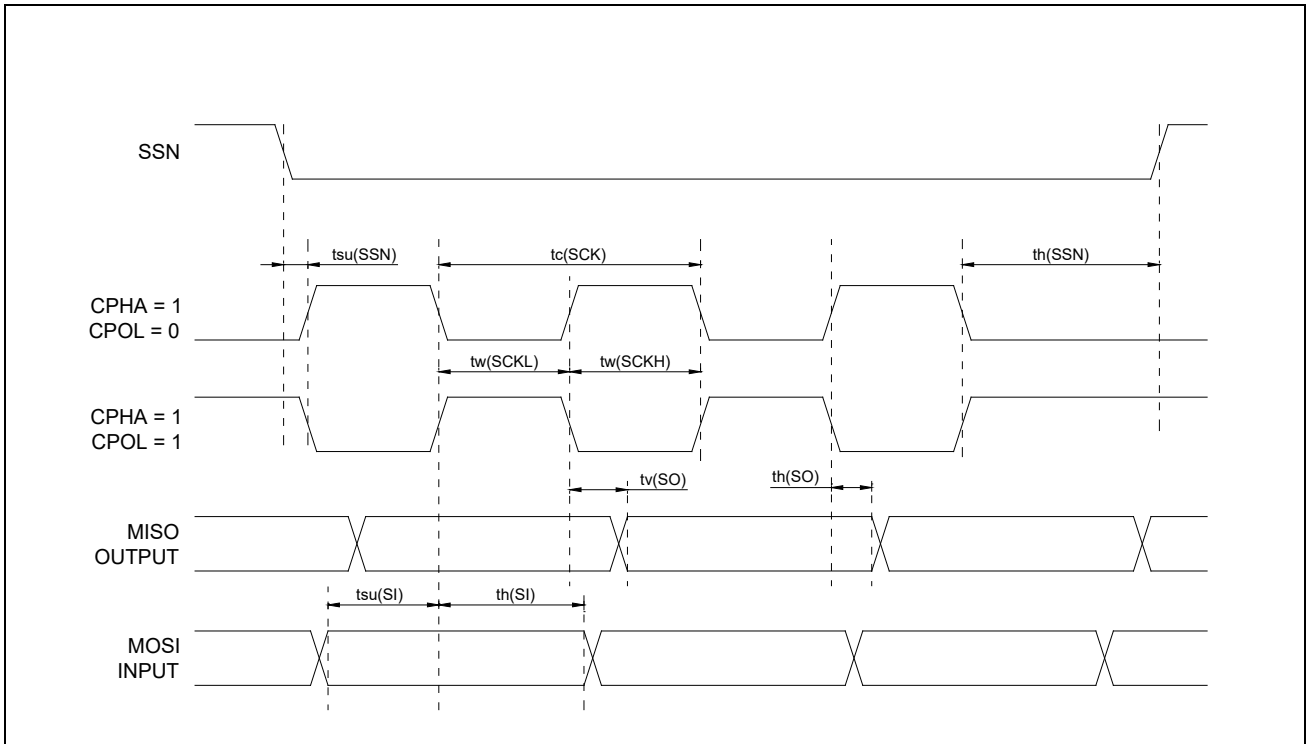 SSN
tsu(SSN)
tc(SCK)
th(SSN)
CPHA = 1
CPOL = 0
tw(SCKL)
tw(SCKH)
CPHA = 1
CPOL = 1
tv(SO)
th(SO)
MISO
OUTPUT
tsu(SI)
th(SI)
MOSI
INPUT